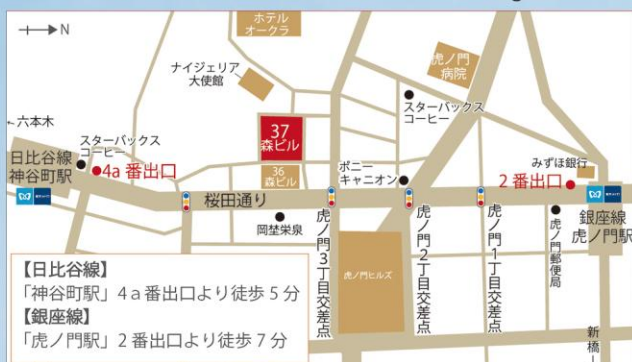 N
ホテル
オークラ
ナイジェリア
大使館
虎ノ門
病院
スターバックス
コーヒー
←六本木
スターバックス
コーヒー
日比谷線
神谷町駅
4a 番出口
37
森ビル
36
森ビル
ポニー
キャニオン
みずほ銀行
2 番出口
桜田通り
岡埜栄泉
虎ノ門3丁目交差点
虎ノ門ヒルズ
虎ノ門2丁目交差点
虎ノ門1丁目交差点
虎ノ門郵便局
銀座線
虎ノ門駅
新橋
【日比谷線】
「神谷町駅」4a番出口より徒歩5分
【銀座線】
「虎ノ門駅」2番出口より徒歩7分